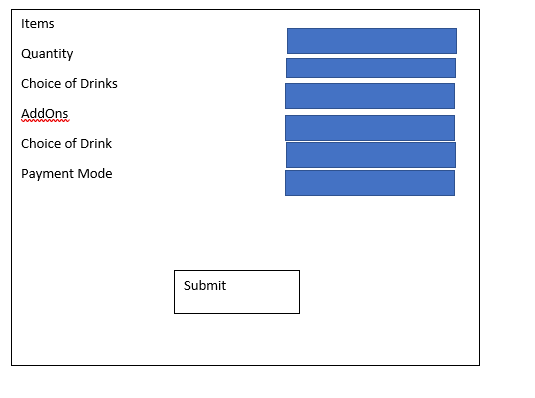 Items
Quantity
Choice of Drinks
AddOns
Choice of Drink
Payment Mode
Submit